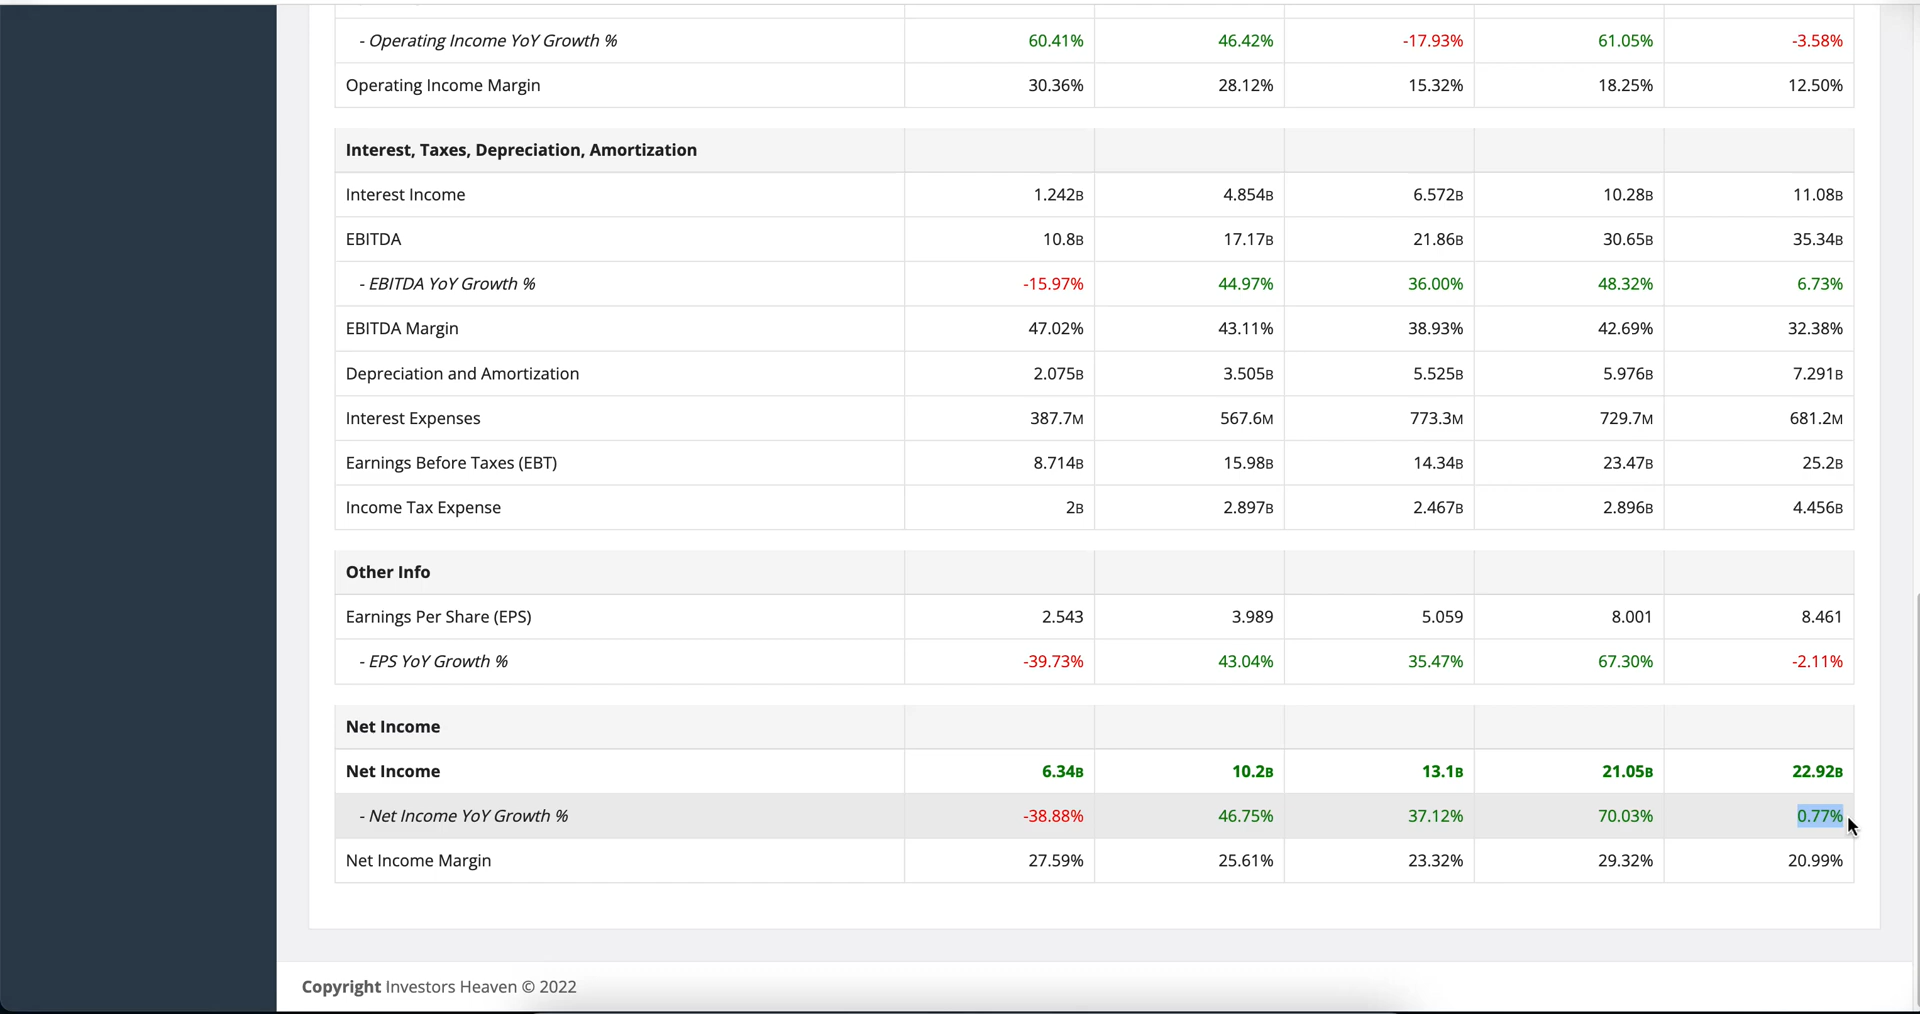 - Operating Income YoY Growth % 60.41% 46.42% -17.93% 61.05% -3.58%
Operating Income Margin 30.36% 28.12% 15.32% 18.25% 12.50%
Interest, Taxes, Depreciation, Amortization
Interest Income 1.242B 4.854B 6.572B 10.28B 11.08B
EBITDA 10.8B 17.17B 21.86B 30.65B 35.34B
- EBITDA YoY Growth % -15.97% 44.97% 36.00% 48.32% 6.73%
EBITDA Margin 47.02% 43.11% 38.93% 42.69% 32.38%
Depreciation and Amortization 2.075B 3.505B 5.525B 5.976B 7.291B
Interest Expenses 387.7M 567.6M 773.3M 729.7M 681.2M
Earnings Before Taxes (EBT) 8.714B 15.98B 14.34B 23.47B 25.2B
Income Tax Expense 2B 2.897B 2.467B 2.896B 4.456B
Other Info
Earnings Per Share (EPS) 2.543 3.989 5.059 8.001 8.461
- EPS YoY Growth % -39.73% 43.04% 35.47% 67.30% -2.11%
Net Income
Net Income 6.34B 10.2B 13.1B 21.05B 22.92B
- Net Income YoY Growth % -38.88% 46.75% 37.12% 70.03% 0.77%
Net Income Margin 27.59% 25.61% 23.32% 29.32% 20.99%
Copyright Investors Heaven © 2022